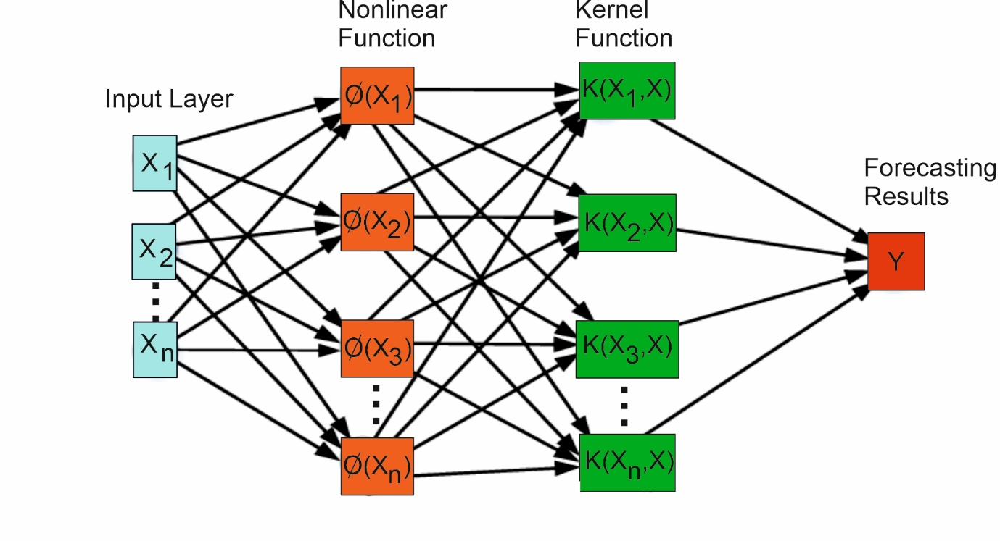 Nonlinear
Function
Kernel
Function
Input Layer
Forecasting
Results
X1
X2
Xn
Ø(X1)
Ø(X2)
Ø(X3)
Ø(Xn)
K(X1,X)
K(X2,X)
K(X3,X)
K(Xn,X)
Y